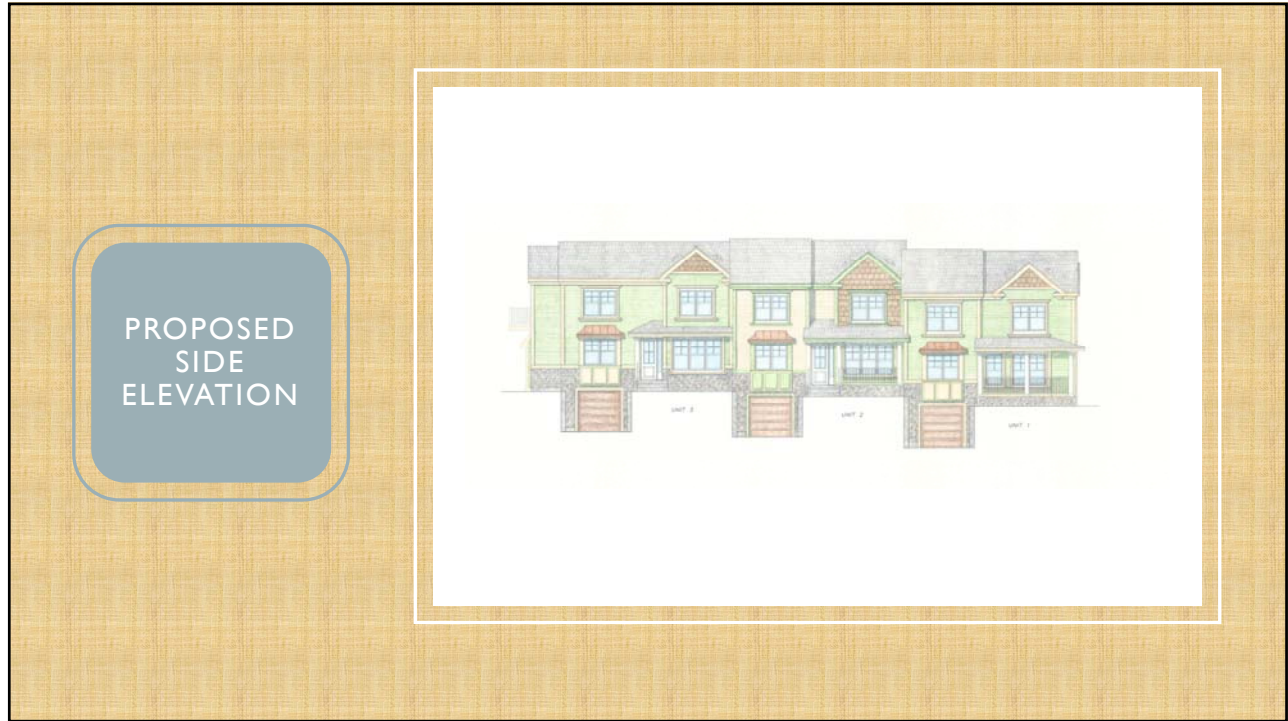 PROPOSED
SIDE
ELEVATION
UNIT 3
UNIT 2
UNIT 1